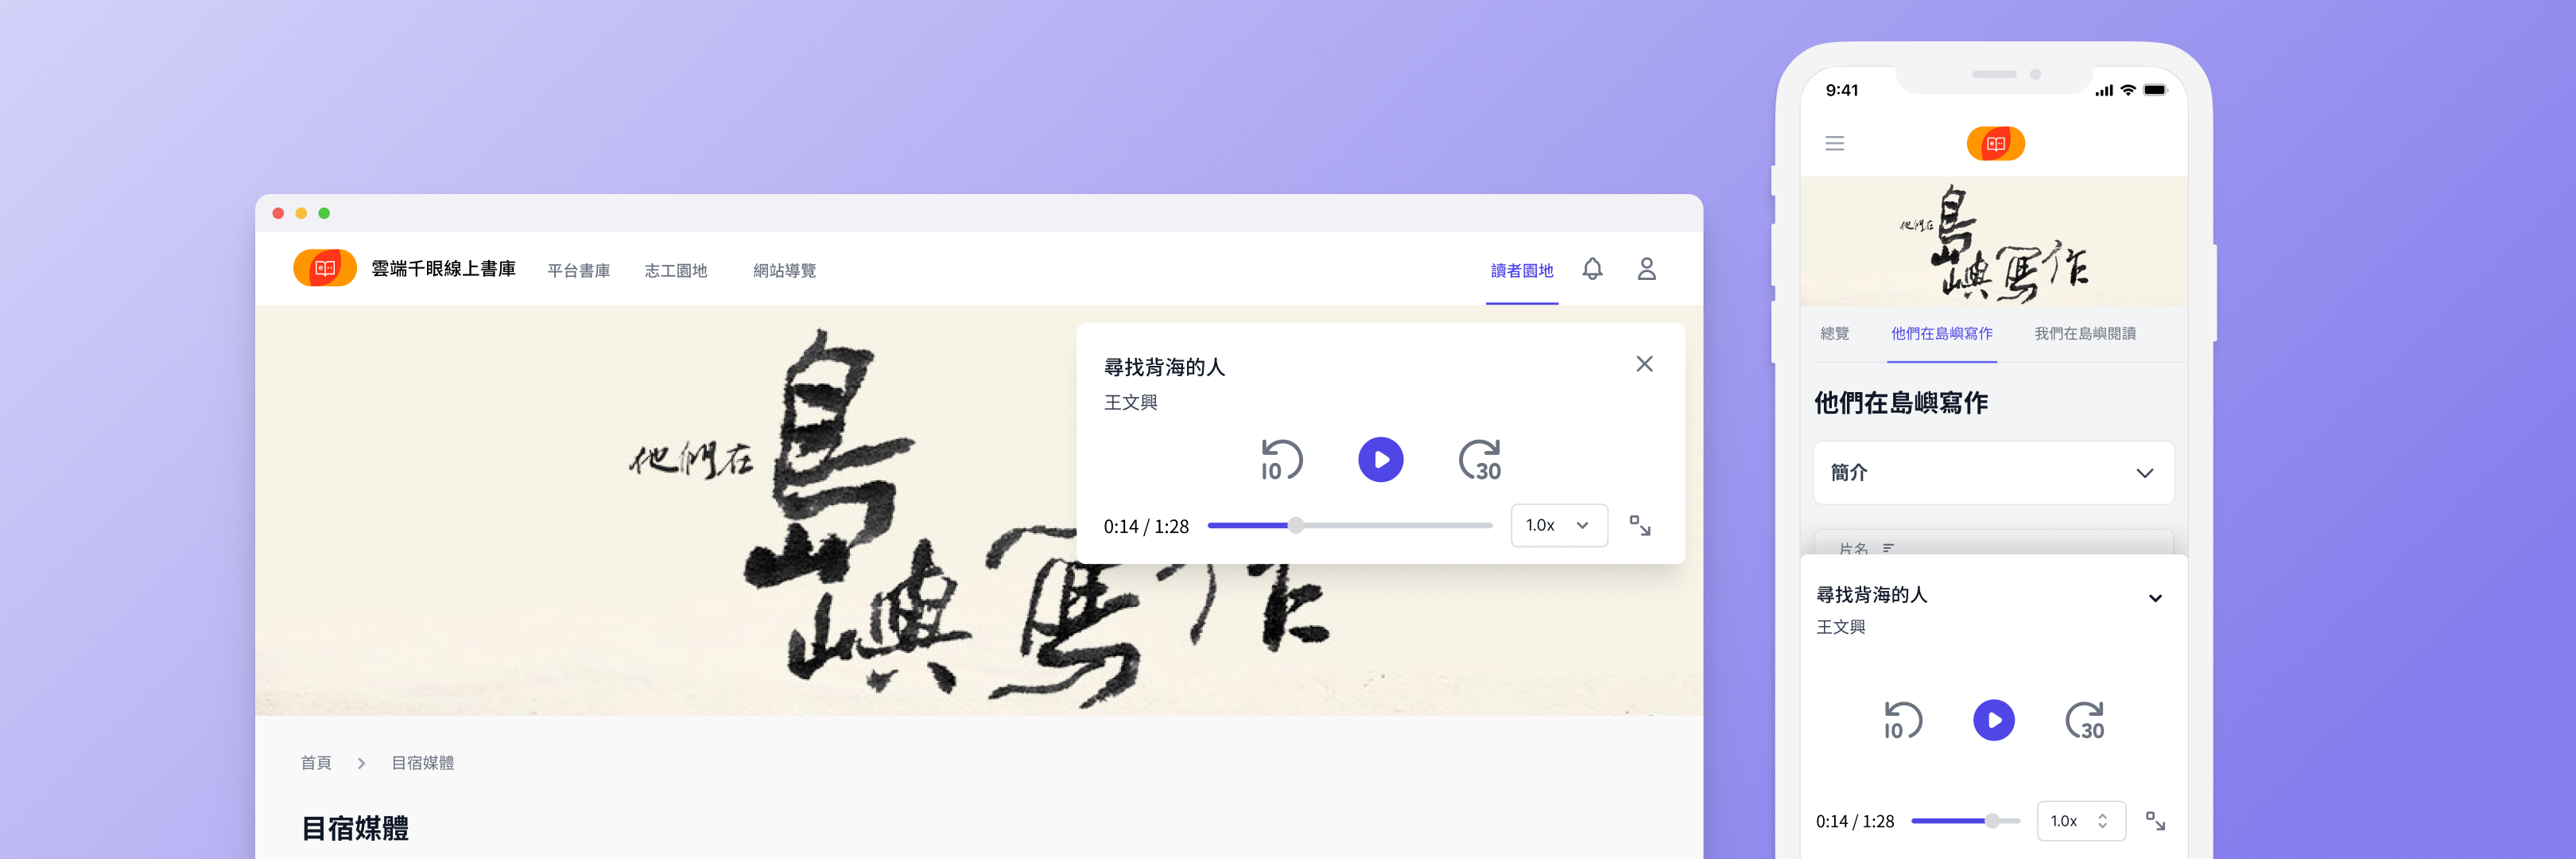 雲端千眼線上書庫
平台書庫
志工園地
網站導覽
讀者園地
他們在
島嶼寫作
尋找背海的人
王文興
10
30
0:14 / 1:28
1.0x
首頁
目宿媒體
目宿媒體
9:41
他們在
島嶼寫作
總覽
他們在島嶼寫作
我們在島嶼閱讀
他們在島嶼寫作
簡介
片名
尋找背海的人
王文興
10
30
0:14 / 1:28
1.0x